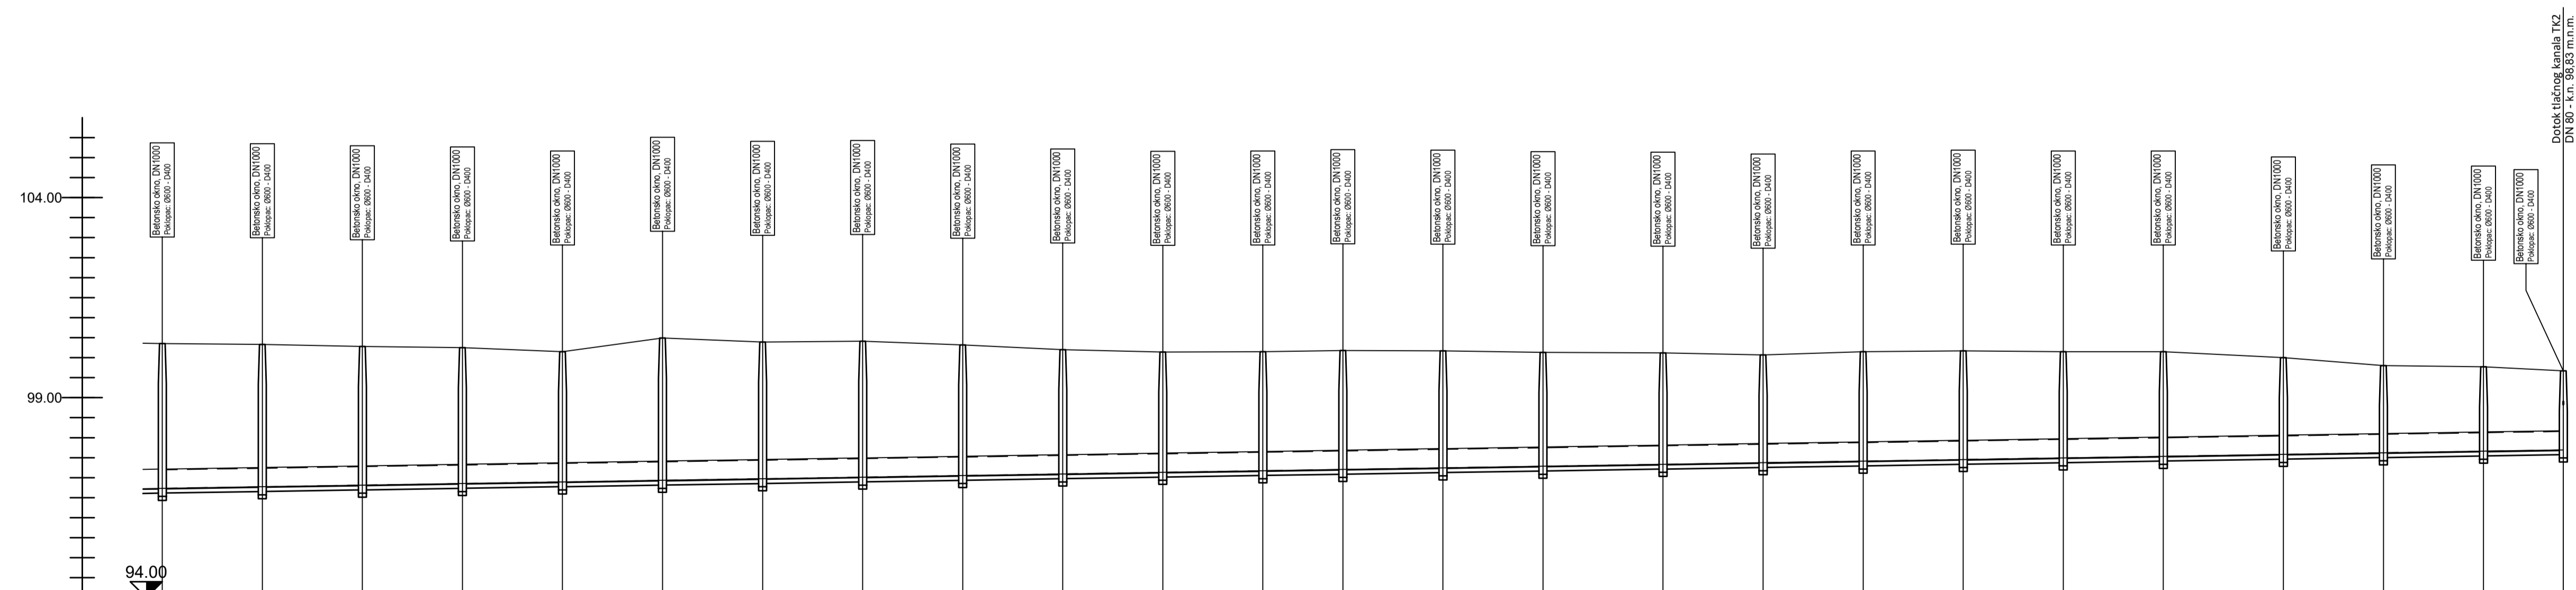 Dotok tlačnog kanala TK2
DN 80 - k.n. 98,83 m.n.m.
Betonsko okno, DN1000
Poklopac: Ø600 - D400
Betonsko okno, DN1000
Poklopac: Ø600 - D400
Betonsko okno, DN1000
Poklopac: Ø600 - D400
Betonsko okno, DN1000
Poklopac: Ø600 - D400
Betonsko okno, DN1000
Poklopac: Ø600 - D400
Betonsko okno, DN1000
Poklopac: Ø600 - D400
Betonsko okno, DN1000
Poklopac: Ø600 - D400
Betonsko okno, DN1000
Poklopac: Ø600 - D400
Betonsko okno, DN1000
Poklopac: Ø600 - D400
Betonsko okno, DN1000
Poklopac: Ø600 - D400
Betonsko okno, DN1000
Poklopac: Ø600 - D400
Betonsko okno, DN1000
Poklopac: Ø600 - D400
Betonsko okno, DN1000
Poklopac: Ø600 - D400
Betonsko okno, DN1000
Poklopac: Ø600 - D400
Betonsko okno, DN1000
Poklopac: Ø600 - D400
Betonsko okno, DN1000
Poklopac: Ø600 - D400
Betonsko okno, DN1000
Poklopac: Ø600 - D400
Betonsko okno, DN1000
Poklopac: Ø600 - D400
Betonsko okno, DN1000
Poklopac: Ø600 - D400
Betonsko okno, DN1000
Poklopac: Ø600 - D400
Betonsko okno, DN1000
Poklopac: Ø600 - D400
Betonsko okno, DN1000
Poklopac: Ø600 - D400
Betonsko okno, DN1000
Poklopac: Ø600 - D400
Betonsko okno, DN1000
Poklopac: Ø600 - D400
Betonsko okno, DN1000
Poklopac: Ø600 - D400
104.00
99.00
94.00